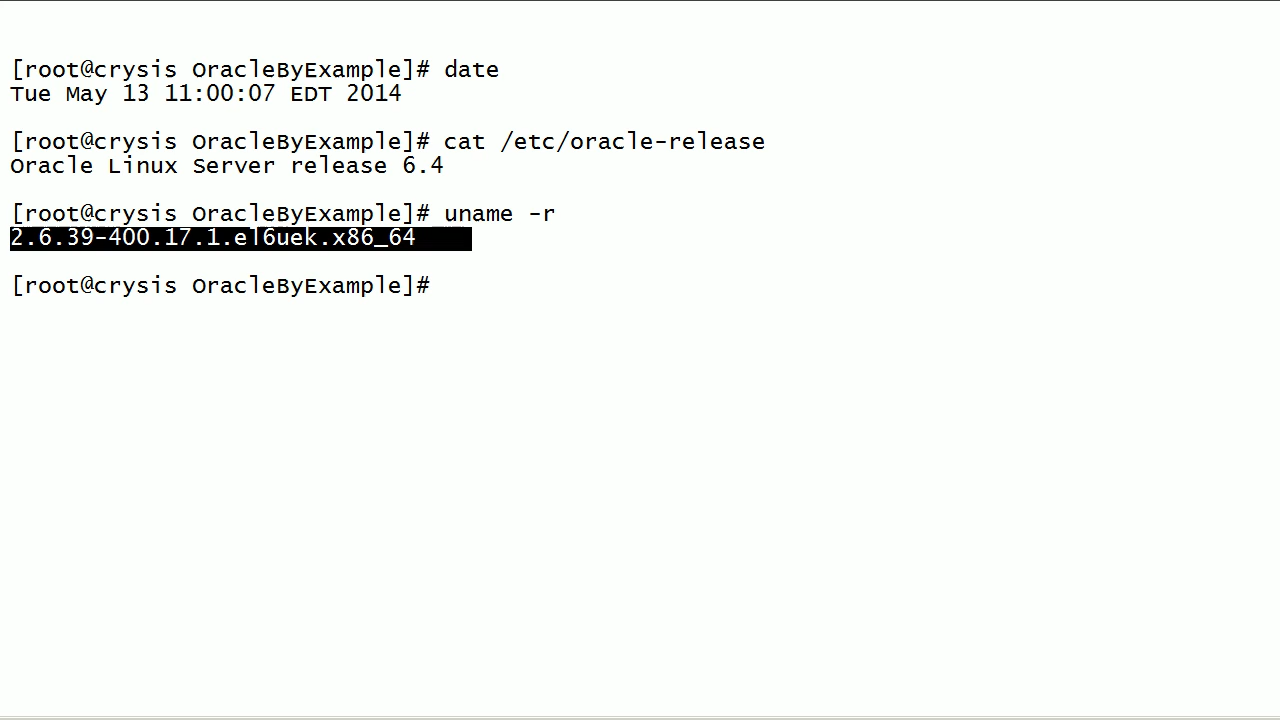 [root@crysis OracleByExample]# date
Tue May 13 11:00:07 EDT 2014
[root@crysis OracleByExample]# cat /etc/oracle-release
Oracle Linux Server release 6.4
[root@crysis OracleByExample]# uname -r
2.6.39-400.17.1.el6uek.x86_64
[root@crysis OracleByExample]#